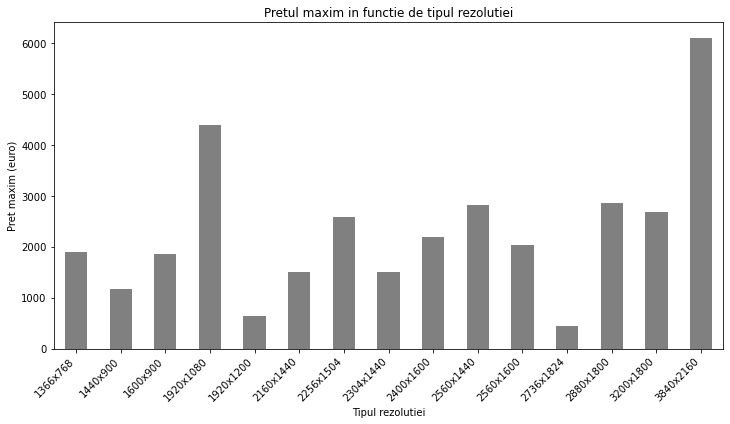 Pretul maxim in functie de tipul rezolutiei
Pret maxim (euro)
6000
5000
4000
3000
2000
1000
0
1366x768
1440x900
1600x900
1920x1080
1920x1200
2160x1440
2256x1504
2304x1440
2400x1600
2560x1440
2560x1600
2736x1824
2880x1800
3200x1800
3840x2160
Tipul rezolutiei